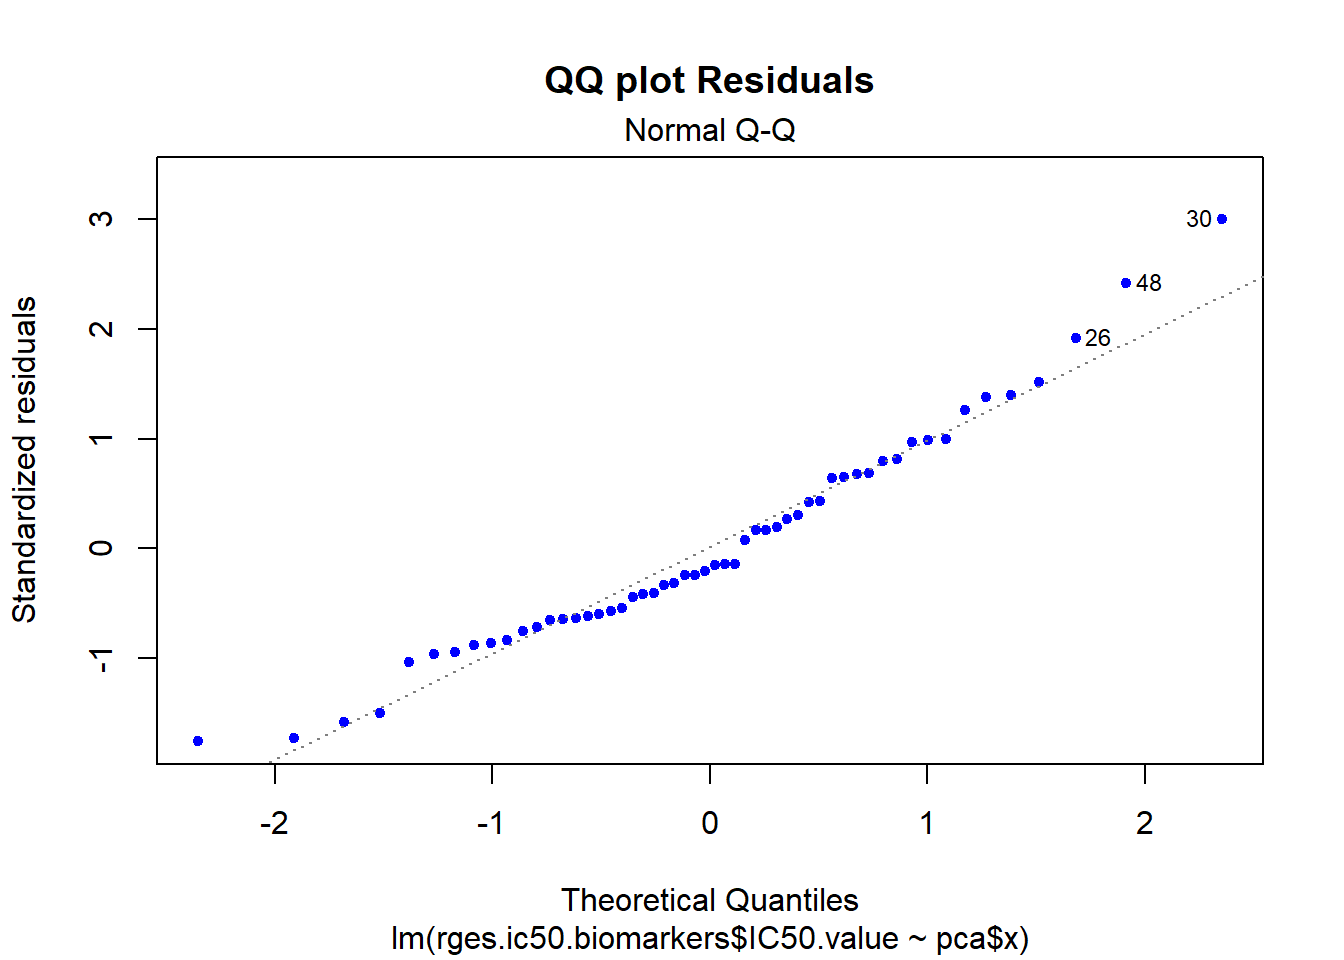 QQ plot Residuals
Normal Q-Q
Standardized residuals
3
2
1
0
-1
30
48
26
-2
-1
0
1
2
Theoretical Quantiles
lm(rges.ic50.biomarkers$IC50.value ~ pca$x)